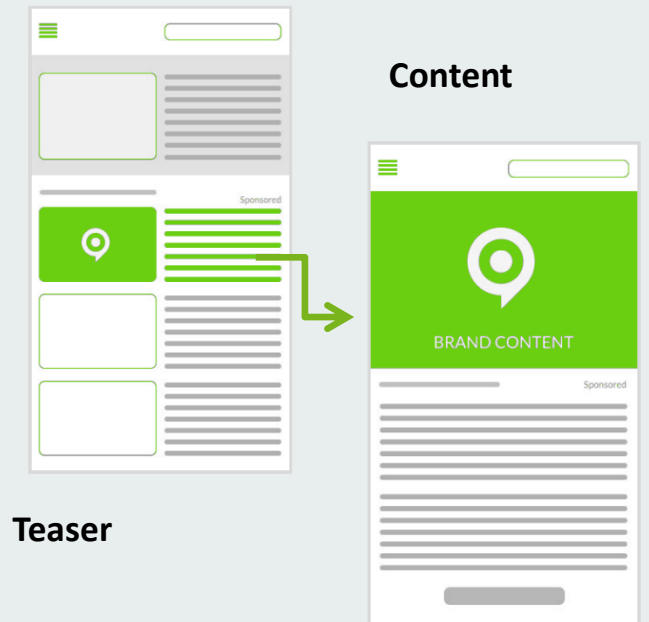 Content
Sponsored
BRAND CONTENT
Sponsored
Teaser